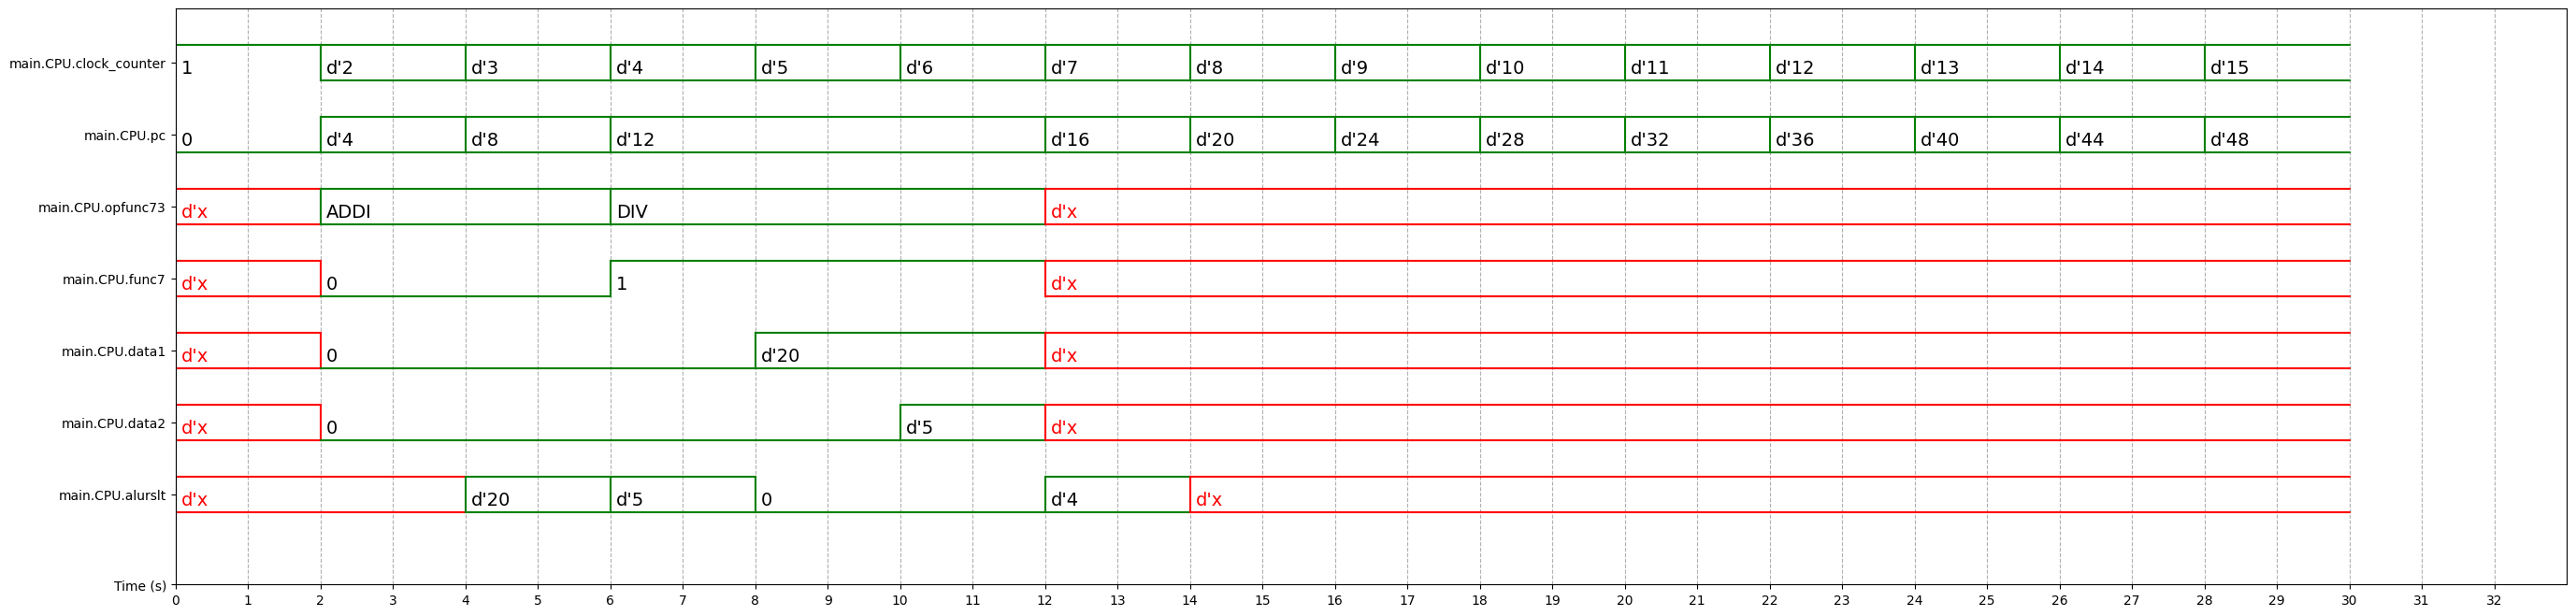 main.CPU.clock_counter 1 d'2 d'3 d'4 d'5 d'6 d'7 d'8 d'9 d'10 d'11 d'12 d'13 d'14 d'15
main.CPU.pc 0 d'4 d'8 d'12 d'16 d'20 d'24 d'28 d'32 d'36 d'40 d'44 d'48
main.CPU.opfunc73 d'x ADDI DIV d'x
main.CPU.func7 d'x 0 1 d'x
main.CPU.data1 d'x 0 d'20 d'x
main.CPU.data2 d'x 0 d'5 d'x
main.CPU.alurslt d'x d'20 d'5 0 d'4 d'x
Time (s)
0 1 2 3 4 5 6 7 8 9 10 11 12 13 14 15 16 17 18 19 20 21 22 23 24 25 26 27 28 29 30 31 32